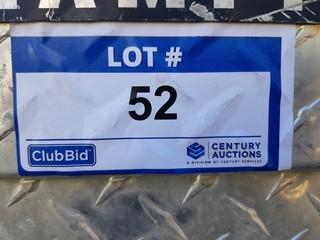 LOT #
52
ClubBid
CENTURY
AUCTIONS
A DIVISION OF CENTURY SERVICES